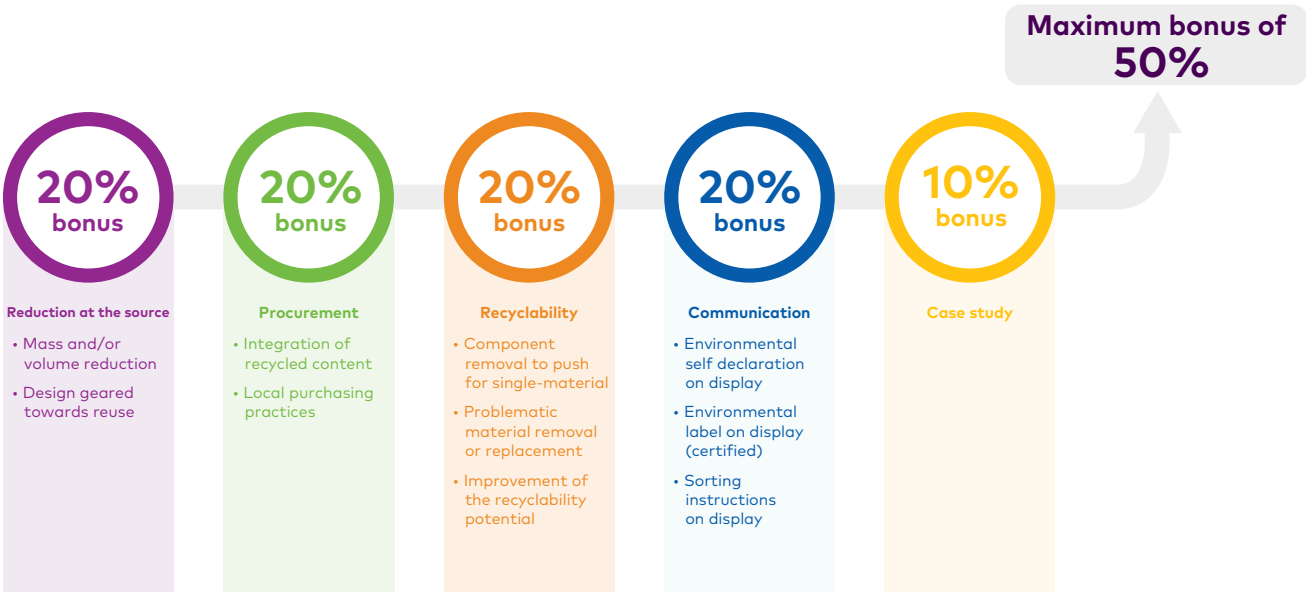 Maximum bonus of
50%
20%
bonus
Reduction at the source
• Mass and/or
volume reduction
• Design geared
towards reuse
20%
bonus
Procurement
• Integration of
recycled content
• Local purchasing
practices
20%
bonus
Recyclability
• Component
removal to push
for single-material
• Problematic
material removal
or replacement
• Improvement of
the recyclability
potential
20%
bonus
Communication
• Environmental
self declaration
on display
• Environmental
label on display
(certified)
• Sorting
instructions
on display
10%
bonus
Case study